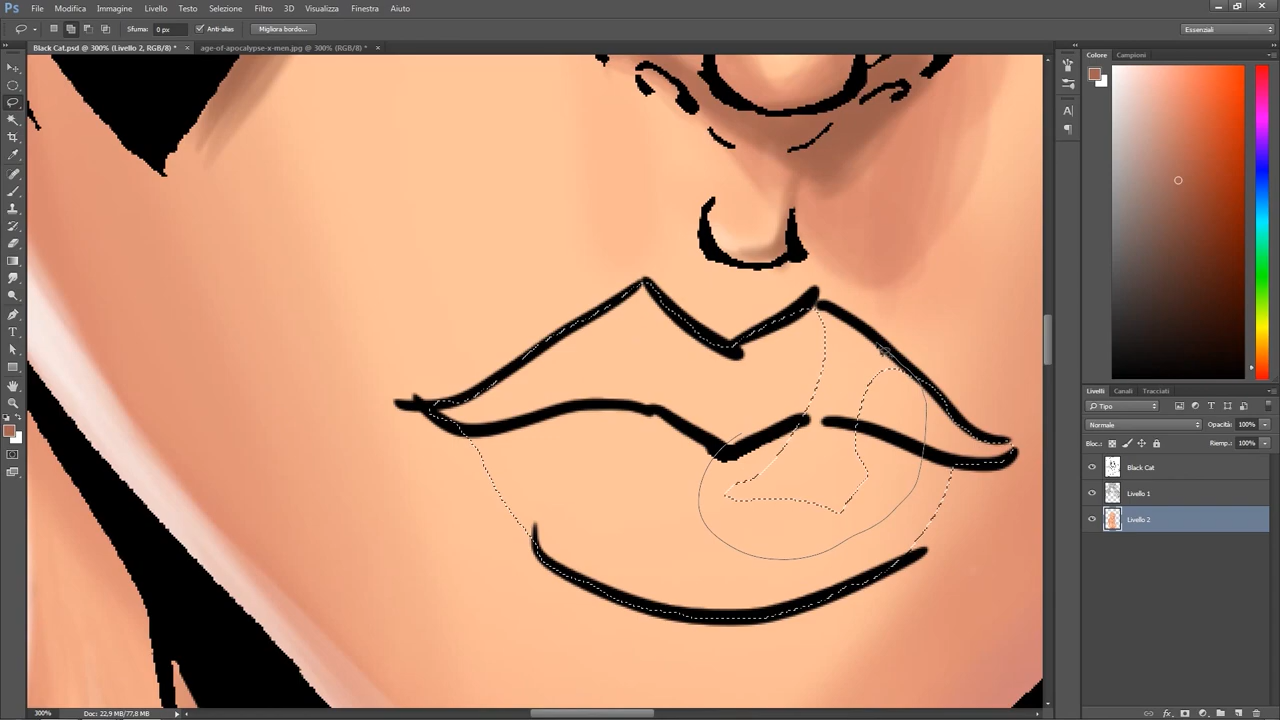 Ps File Modifica Immagine Livello Testo Selezione Filtro 3D Visualizza Finestra Aiuto
Sfuma: 0 px Anti-alias Migliora bordo... Essenziali
Black Cat.psd @ 300% (Livello 2, RGB/8) * × age-of-apocalypse-x-men.jpg @ 300% (RGB/8) * ×
Colore Campioni
Livelli Canali Tracciati
Tipo
Normale Opacità: 100%
Bloc.: Riemp.: 100%
Black Cat
Livello 1
Livello 2
fx
300% Doc: 22,9 MB/77,8 MB